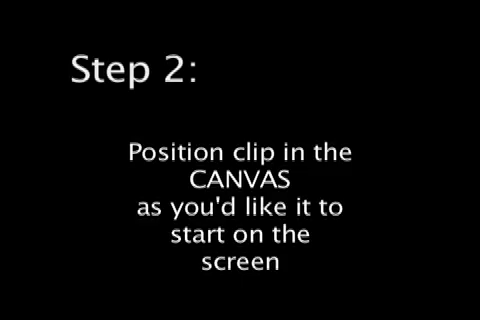 Step 2:
Position clip in the
CANVAS
as you'd like it to
start on the
screen